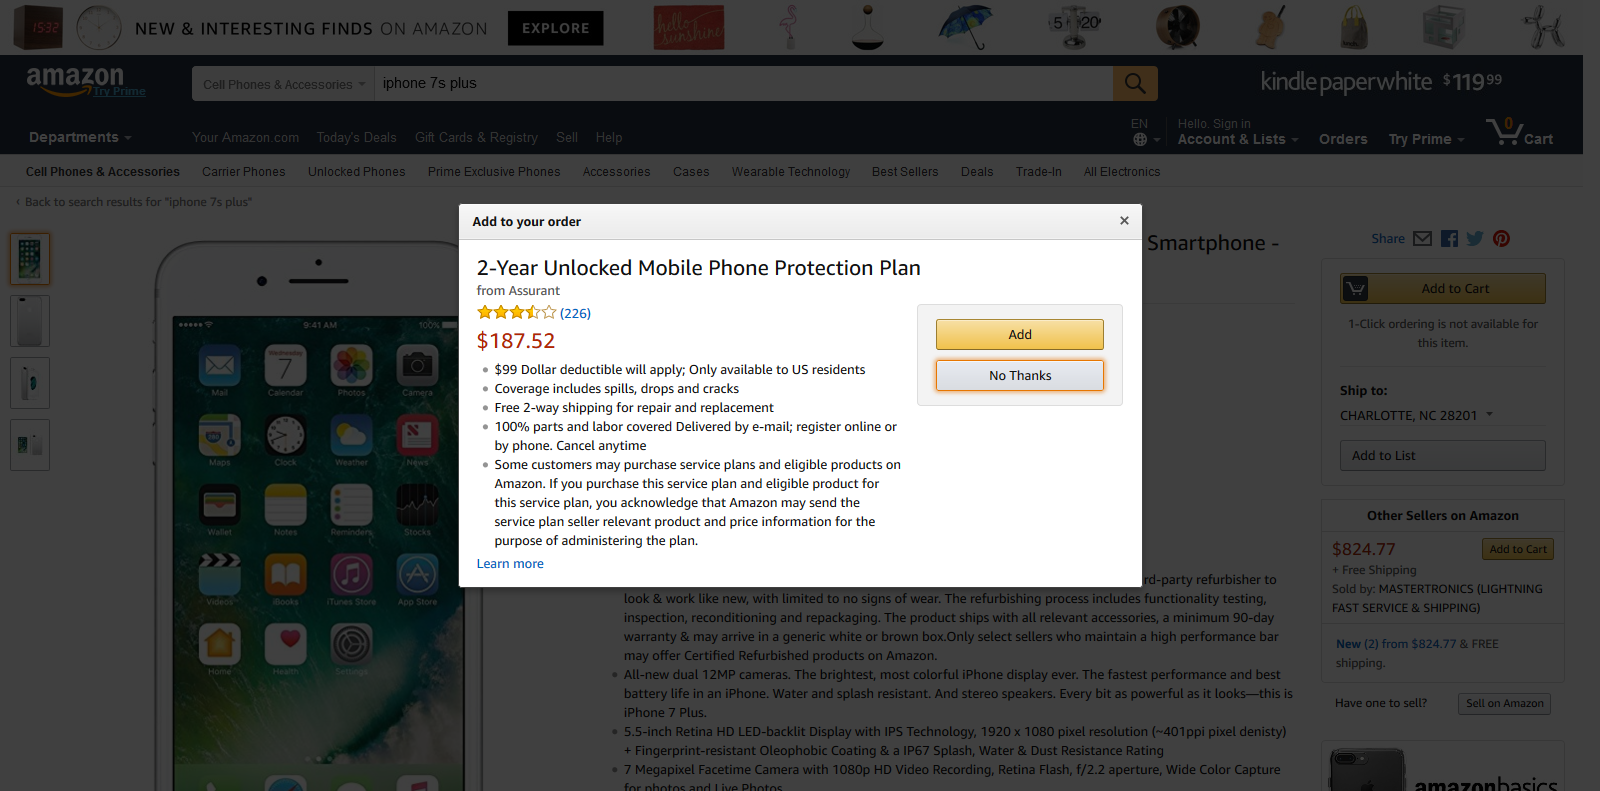 1532
NEW & INTERESTING FINDS ON AMAZON
EXPLORE
hello sunshine
5 20
amazon
Try Prime
Cell Phones & Accessories
iphone 7s plus
kindle paperwhite $119 99
Departments
Your Amazon.com
Today's Deals
Gift Cards & Registry
Sell
Help
EN
Hello. Sign in
Account & Lists
Orders
Try Prime
0
Cart
Cell Phones & Accessories
Carrier Phones
Unlocked Phones
Prime Exclusive Phones
Accessories
Cases
Wearable Technology
Best Sellers
Deals
Trade-In
All Electronics
‹ Back to search results for "iphone 7s plus"
Add to your order
×
2-Year Unlocked Mobile Phone Protection Plan
from Assurant
(226)
$187.52
$99 Dollar deductible will apply; Only available to US residents
Coverage includes spills, drops and cracks
Free 2-way shipping for repair and replacement
100% parts and labor covered Delivered by e-mail; register online or
by phone. Cancel anytime
Some customers may purchase service plans and eligible products on
Amazon. If you purchase this service plan and eligible product for
this service plan, you acknowledge that Amazon may send the
service plan seller relevant product and price information for the
purpose of administering the plan.
Learn more
Add
No Thanks
Smartphone -
Share
Add to Cart
1-Click ordering is not available for
this item.
Ship to:
CHARLOTTE, NC 28201
Add to List
Other Sellers on Amazon
$824.77
Add to Cart
+ Free Shipping
Sold by: MASTERTRONICS (LIGHTNING
FAST SERVICE & SHIPPING)
New (2) from $824.77 & FREE
shipping.
Have one to sell?
Sell on Amazon
amazonbasics
9:41 AM
100%
Wednesday
7
Mail
Calendar
Photos
Camera
280
Maps
Clock
Weather
News
Wallet
Notes
Reminders
Stocks
Videos
iBooks
iTunes Store
App Store
Home
Health
Settings
rd-party refurbisher to
look & work like new, with limited to no signs of wear. The refurbishing process includes functionality testing,
inspection, reconditioning and repackaging. The product ships with all relevant accessories, a minimum 90-day
warranty & may arrive in a generic white or brown box.Only select sellers who maintain a high performance bar
may offer Certified Refurbished products on Amazon.
All-new dual 12MP cameras. The brightest, most colorful iPhone display ever. The fastest performance and best
battery life in an iPhone. Water and splash resistant. And stereo speakers. Every bit as powerful as it looks—this is
iPhone 7 Plus.
5.5-inch Retina HD LED-backlit Display with IPS Technology, 1920 x 1080 pixel resolution (~401ppi pixel denisty)
+ Fingerprint-resistant Oleophobic Coating & a IP67 Splash, Water & Dust Resistance Rating
7 Megapixel Facetime Camera with 1080p HD Video Recording, Retina Flash, f/2.2 aperture, Wide Color Capture
for photos and Live Photos